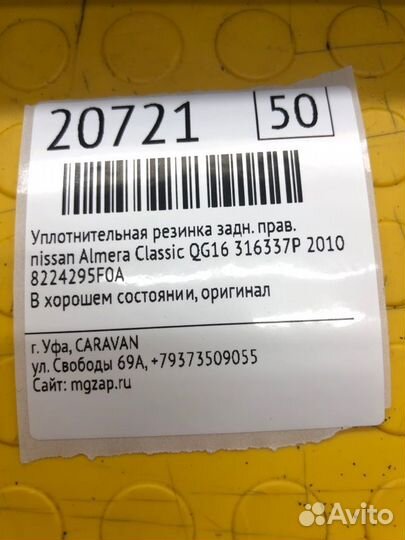 20721 50
Уплотнительная резинка задн. прав.
nissan Almera Classic QG16 316337P 2010
8224295F0A
В хорошем состоянии, оригинал
г. Уфа, CARAVAN
ул. Свободы 69А, +79373509055
Сайт: mgzap.ru
Avito